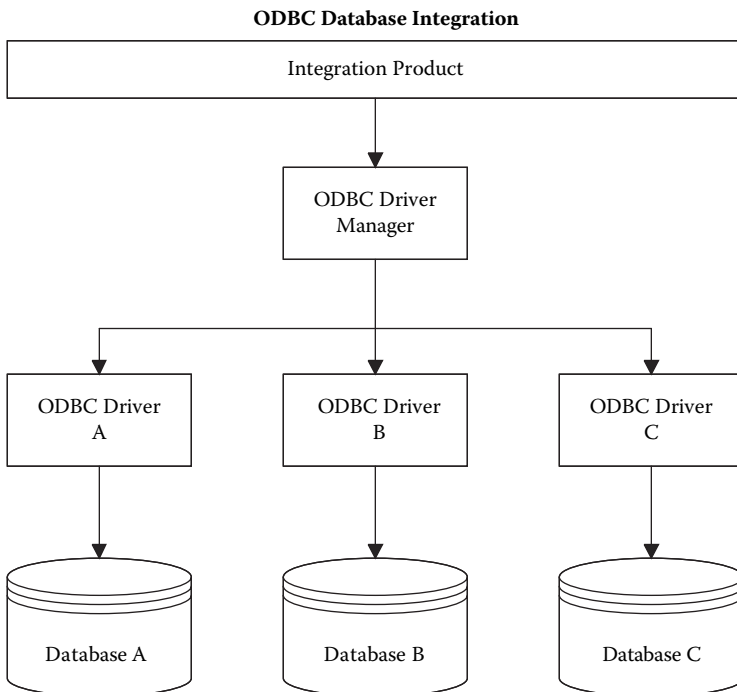 ODBC Database Integration
Integration Product
ODBC Driver
Manager
ODBC Driver
A
ODBC Driver
B
ODBC Driver
C
Database A
Database B
Database C